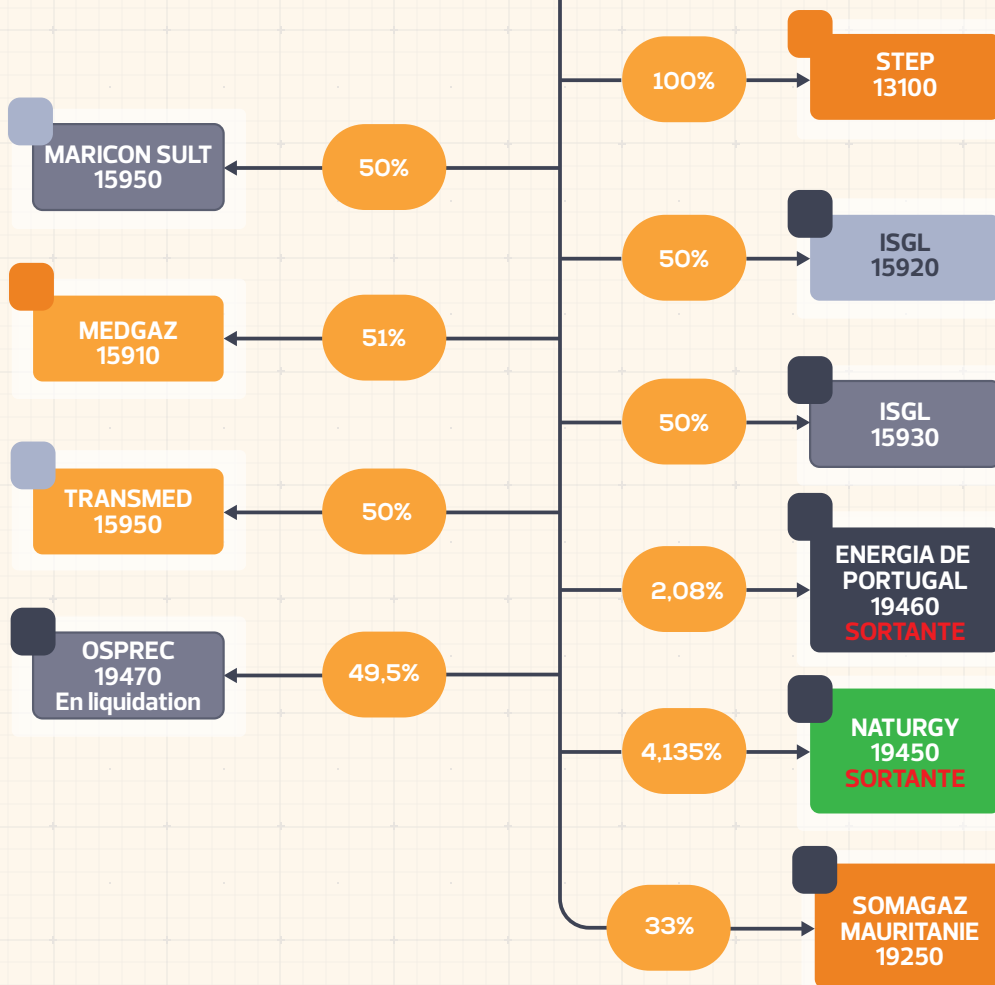 100%
STEP
13100
MARICON SULT
15950
50%
50%
ISGL
15920
MEDGAZ
15910
51%
50%
ISGL
15930
TRANSMED
15950
50%
2,08%
ENERGIA DE
PORTUGAL
19460
SORTANTE
OSPREC
19470
En liquidation
49,5%
4,135%
NATURGY
19450
SORTANTE
33%
SOMAGAZ
MAURITANIE
19250